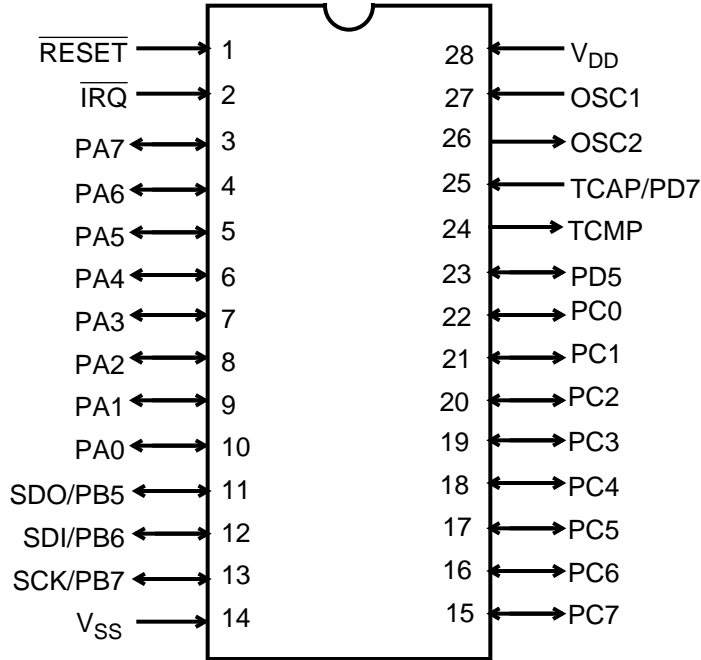 R̅E̅S̅E̅T̅ 1 28 VDD
I̅R̅Q̅ 2 27 OSC1
PA7 3 26 OSC2
PA6 4 25 TCAP/PD7
PA5 5 24 TCMP
PA4 6 23 PD5
PA3 7 22 PC0
PA2 8 21 PC1
PA1 9 20 PC2
PA0 10 19 PC3
SDO/PB5 11 18 PC4
SDI/PB6 12 17 PC5
SCK/PB7 13 16 PC6
VSS 14 15 PC7